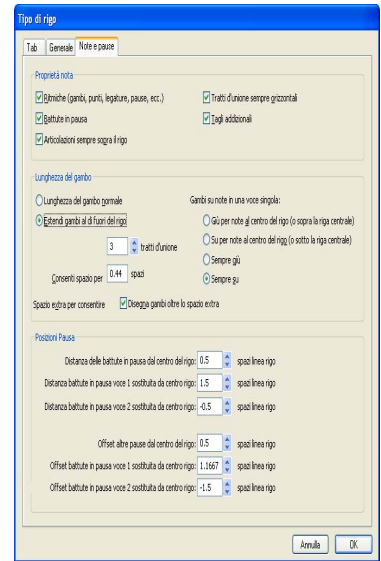 Tipo di rigo
Tab Generale Note e pause
Proprietà nota
Ritmiche (gambi, punti, legature, pause, ecc.) Tratti d'unione sempre orizzontali
Battute in pausa Tagli addizionali
Articolazioni sempre sopra il rigo
Lunghezza del gambo
Lunghezza del gambo normale Gambi su note in una voce singola:
Estendi gambi al di fuori del rigo Giù per note al centro del rigo (o sopra la riga centrale)
3 tratti d'unione Su per note al centro del rigo (o sotto la riga centrale)
Sempre giù
Consenti spazio per 0.44 spazi Sempre su
Spazio extra per consentire Disegna gambi oltre lo spazio extra
Posizioni Pausa
Distanza delle battute in pausa dal centro del rigo: 0.5 spazi linea rigo
Distanza battute in pausa voce 1 sostituita da centro rigo: 1.5 spazi linea rigo
Distanza battute in pausa voce 2 sostituita da centro rigo: -0.5 spazi linea rigo
Offset altre pause dal centro del rigo: 0.5 spazi linea rigo
Offset battute in pausa voce 1 sostituita da centro rigo: 1.1667 spazi linea rigo
Offset battute in pausa voce 2 sostituita da centro rigo: -1.5 spazi linea rigo
Annulla OK